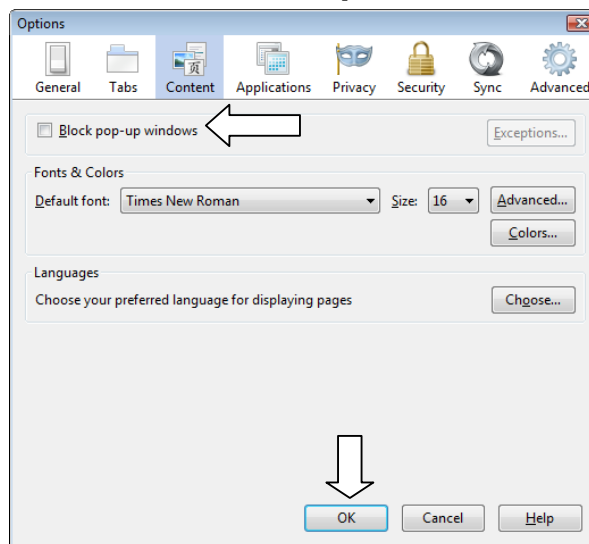 Options
General Tabs Content Applications Privacy Security Sync Advanced
页
Block pop-up windows Exceptions...
Fonts & Colors
Default font: Times New Roman Size: 16 Advanced...
Colors...
Languages
Choose your preferred language for displaying pages Choose...
OK Cancel Help